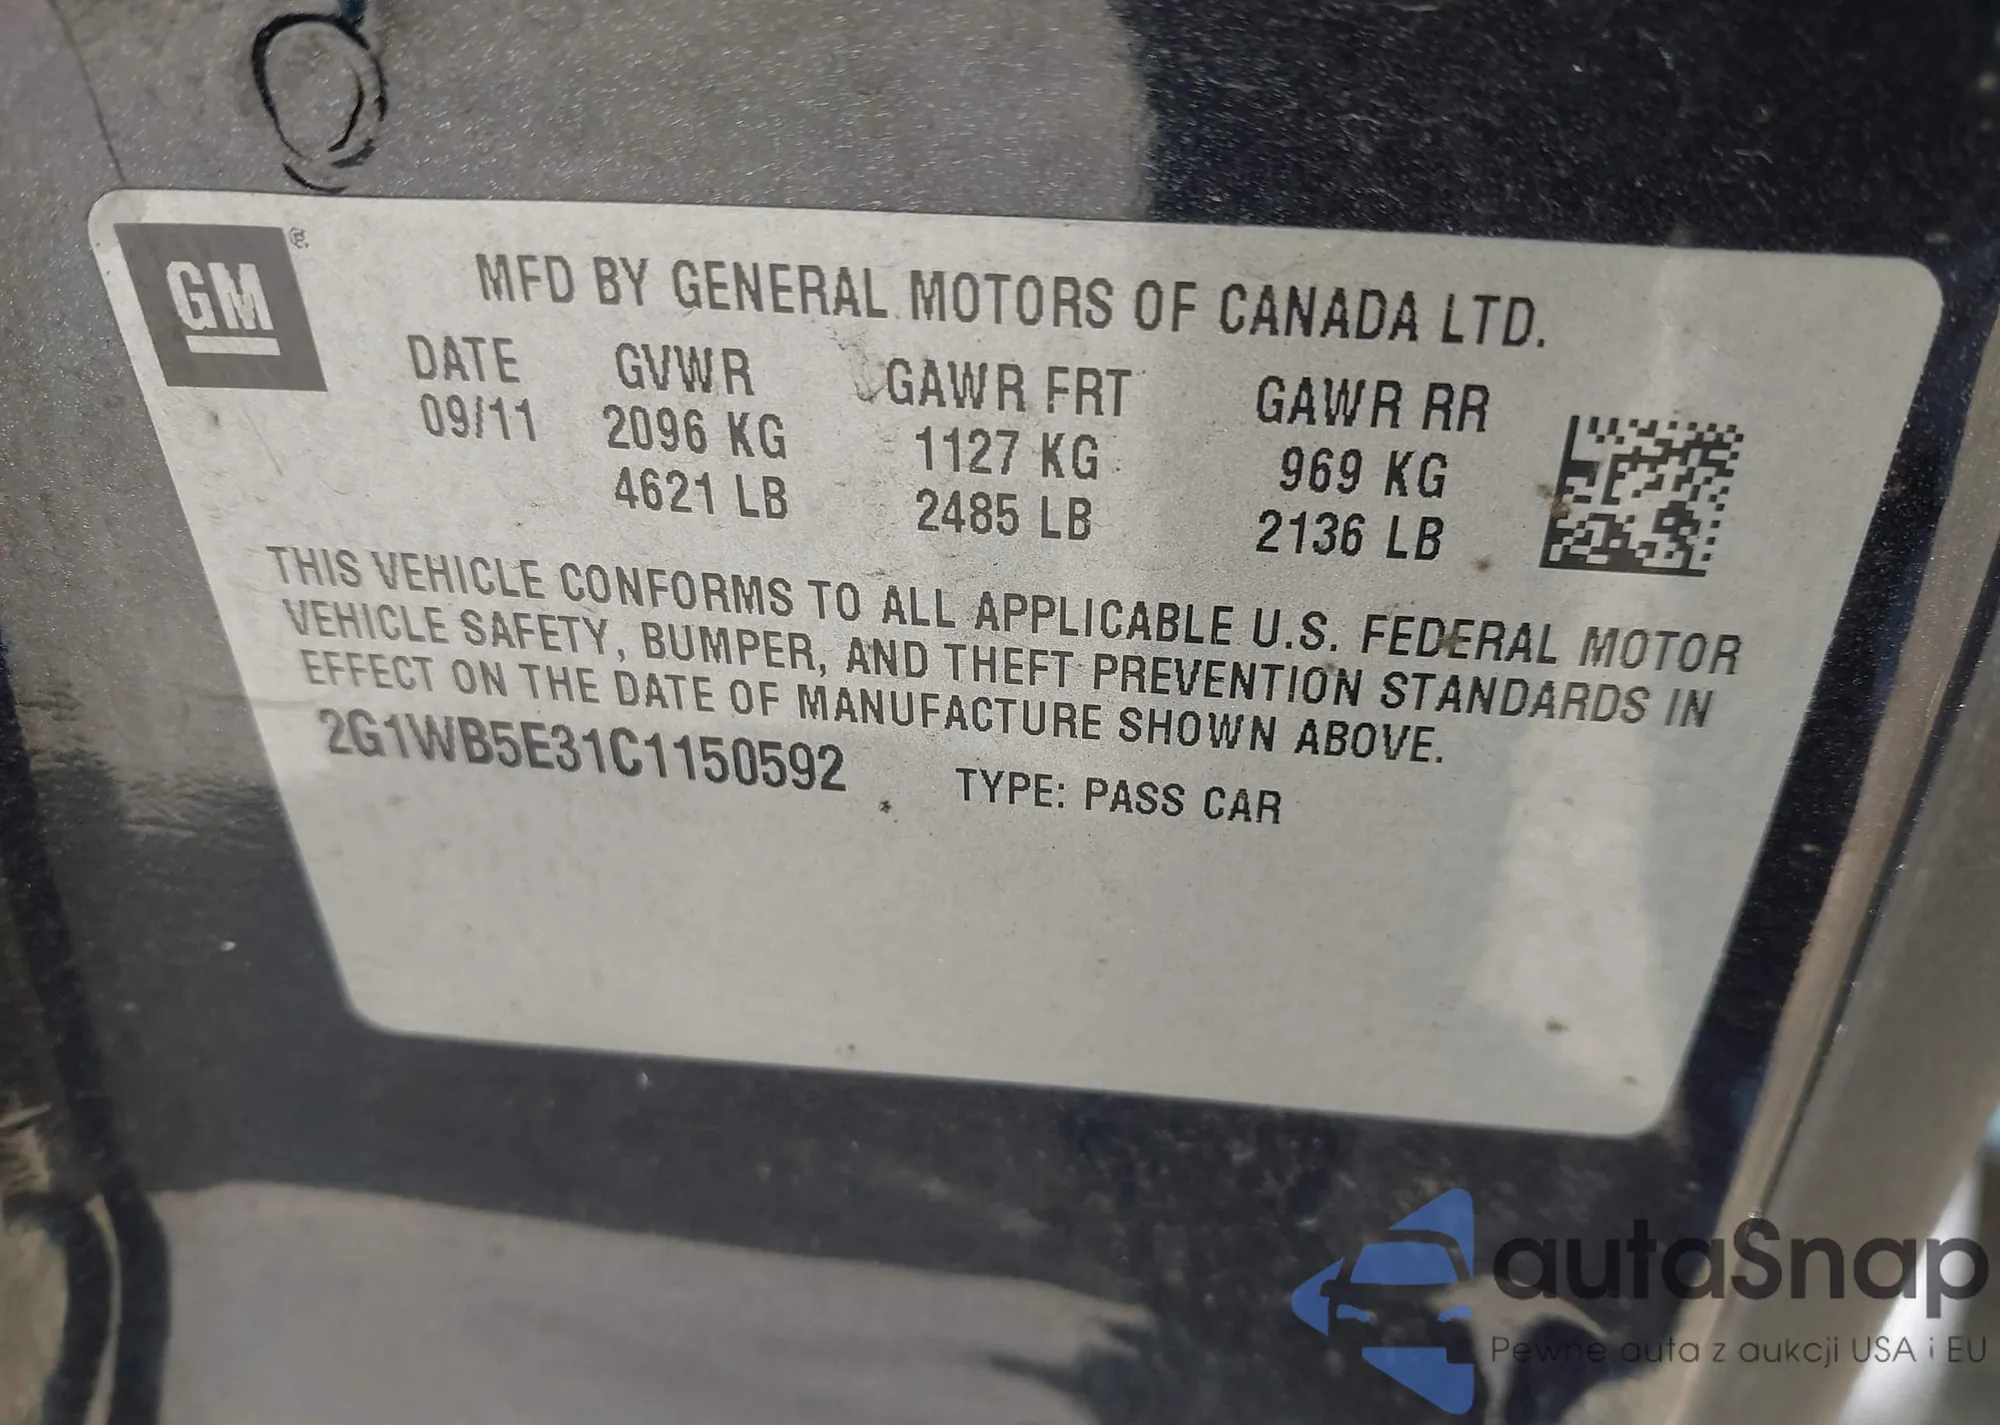 GM
MFD BY GENERAL MOTORS OF CANADA LTD.
DATE GVWR GAWR FRT GAWR RR
09/11 2096 KG 1127 KG 969 KG
4621 LB 2485 LB 2136 LB
THIS VEHICLE CONFORMS TO ALL APPLICABLE U.S. FEDERAL MOTOR
VEHICLE SAFETY, BUMPER, AND THEFT PREVENTION STANDARDS IN
EFFECT ON THE DATE OF MANUFACTURE SHOWN ABOVE.
2G1WB5E31C1150592 TYPE: PASS CAR
autaSnap
Pewne auta z aukcji USA i EU